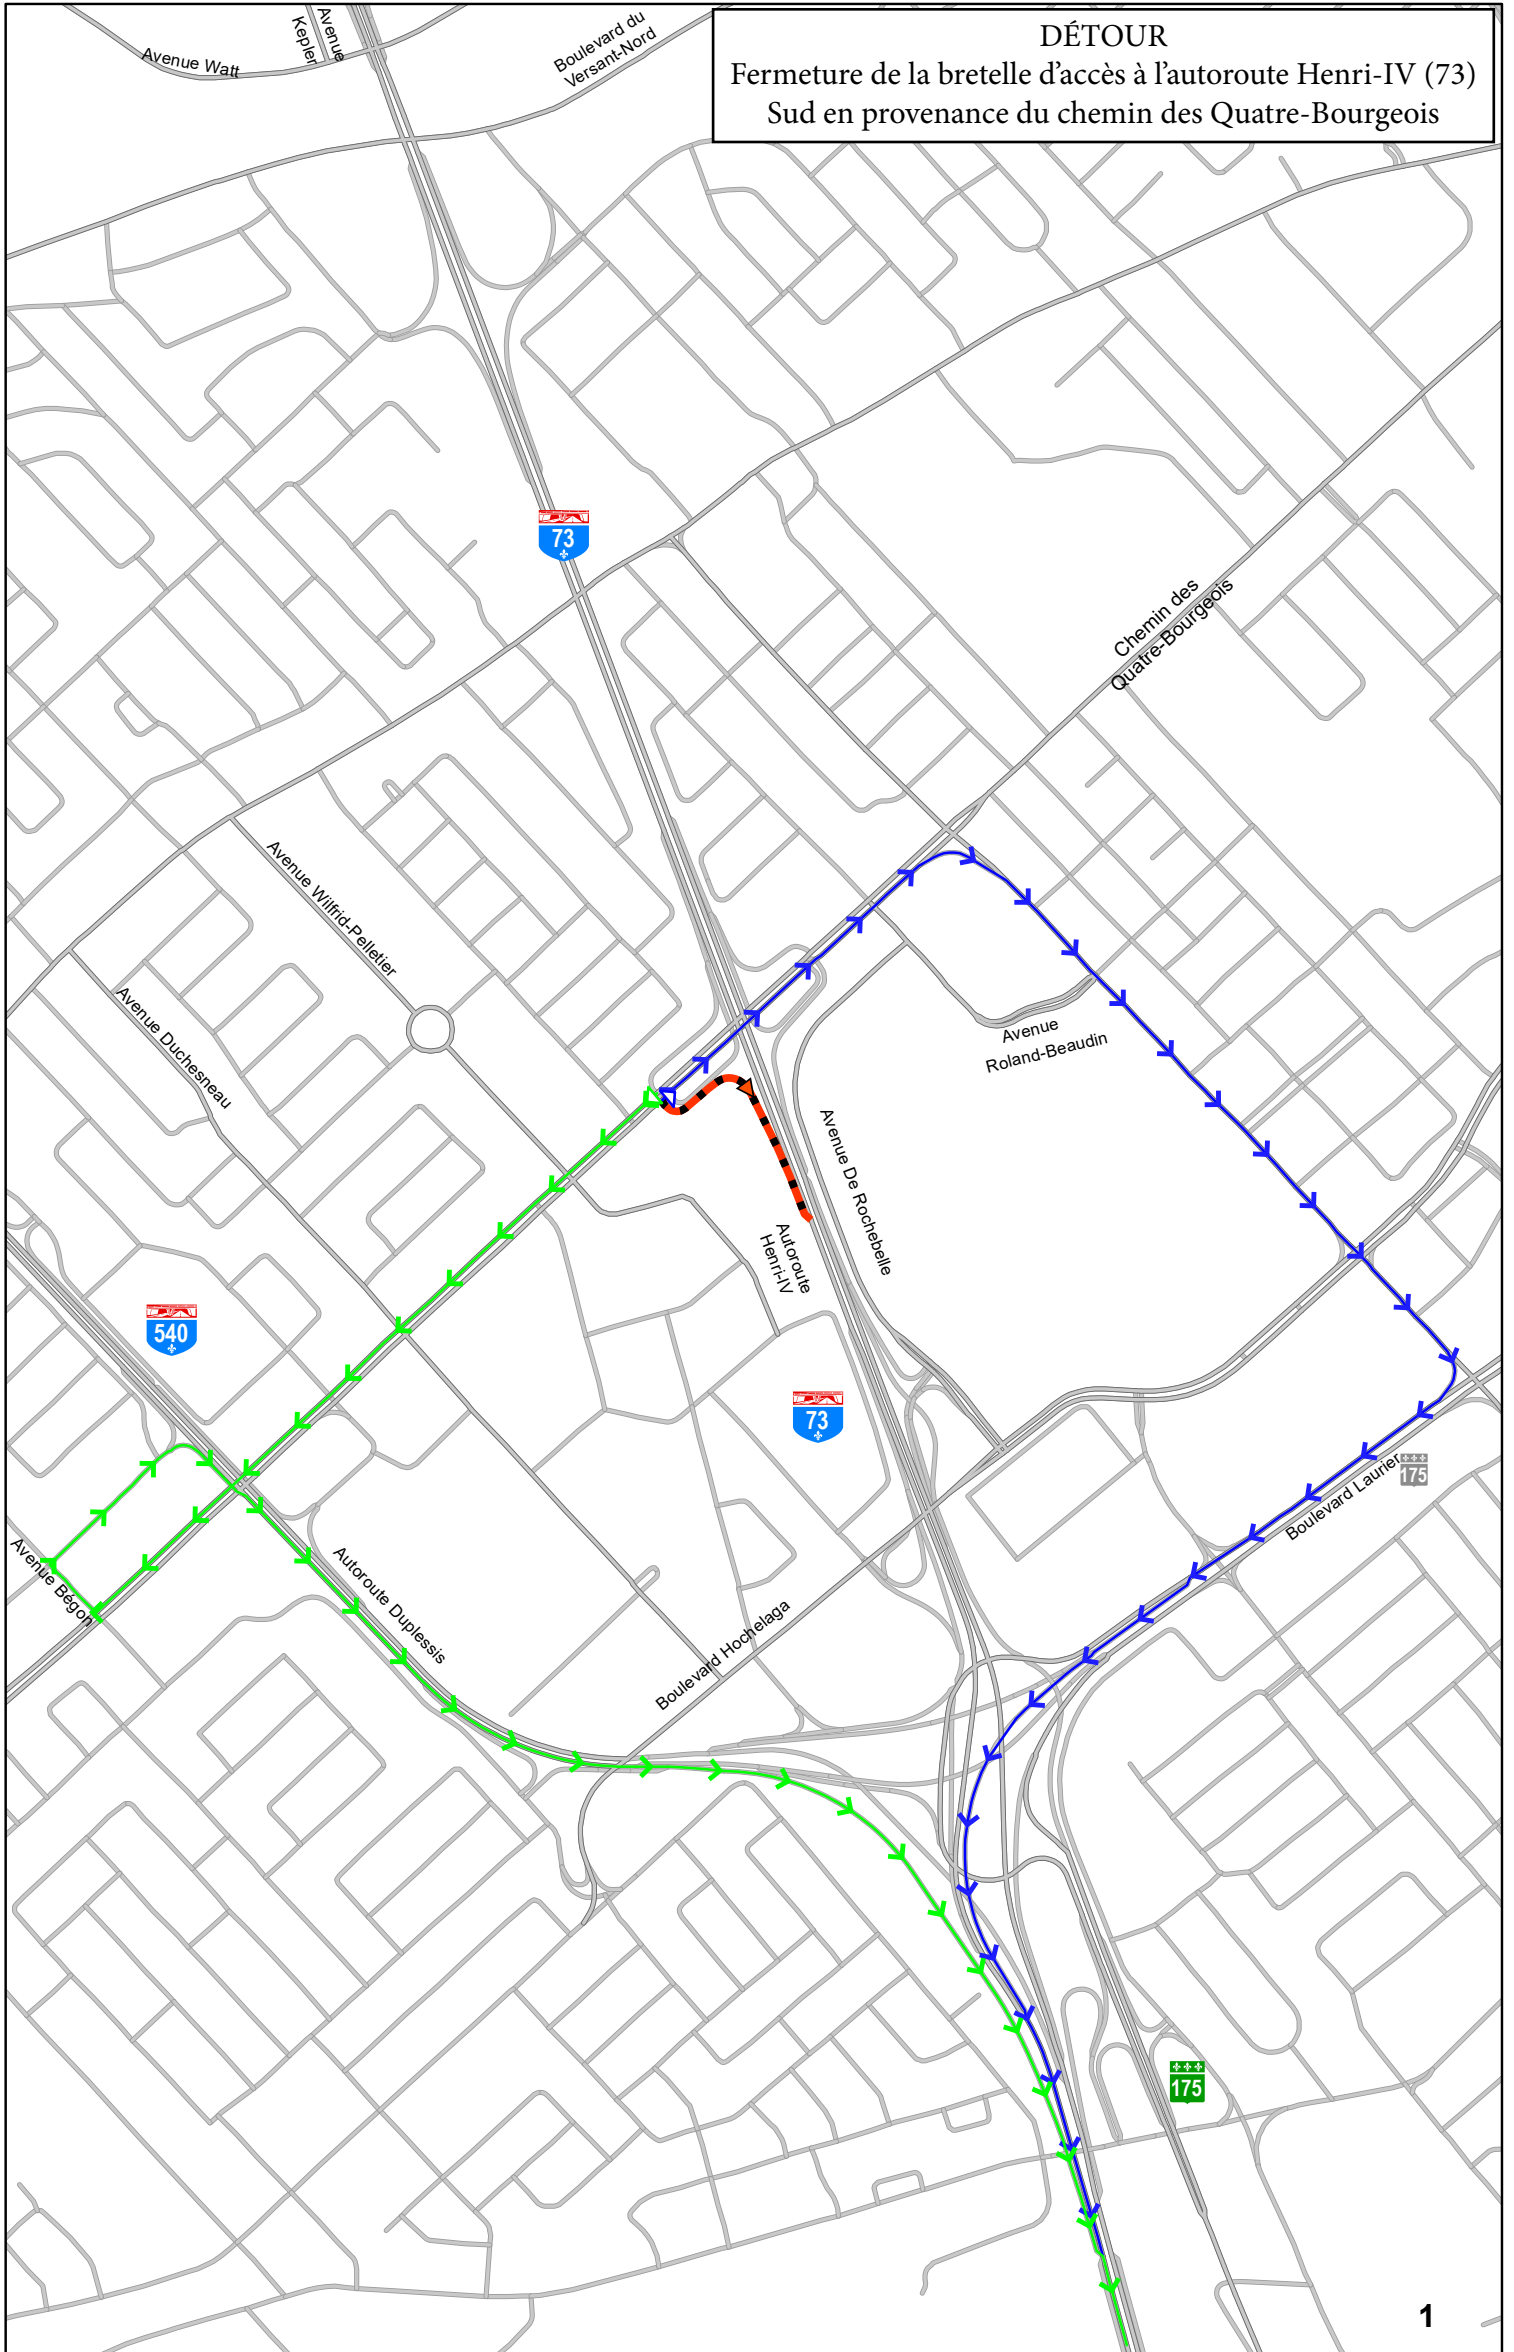 DÉTOUR
Fermeture de la bretelle d’accès à l’autoroute Henri-IV (73)
Sud en provenance du chemin des Quatre-Bourgeois
Avenue
Kepler
Avenue Watt
Boulevard du
Versant-Nord
73
Chemin des
Quatre-Bourgeois
Avenue Wilfrid-Pelletier
Avenue Duchesneau
Avenue
Roland-Beaudin
Avenue De Rochebelle
Autoroute
Henri-IV
540
73
175
Boulevard Laurier
Avenue Bégon
Autoroute Duplessis
Boulevard Hochelaga
175
1